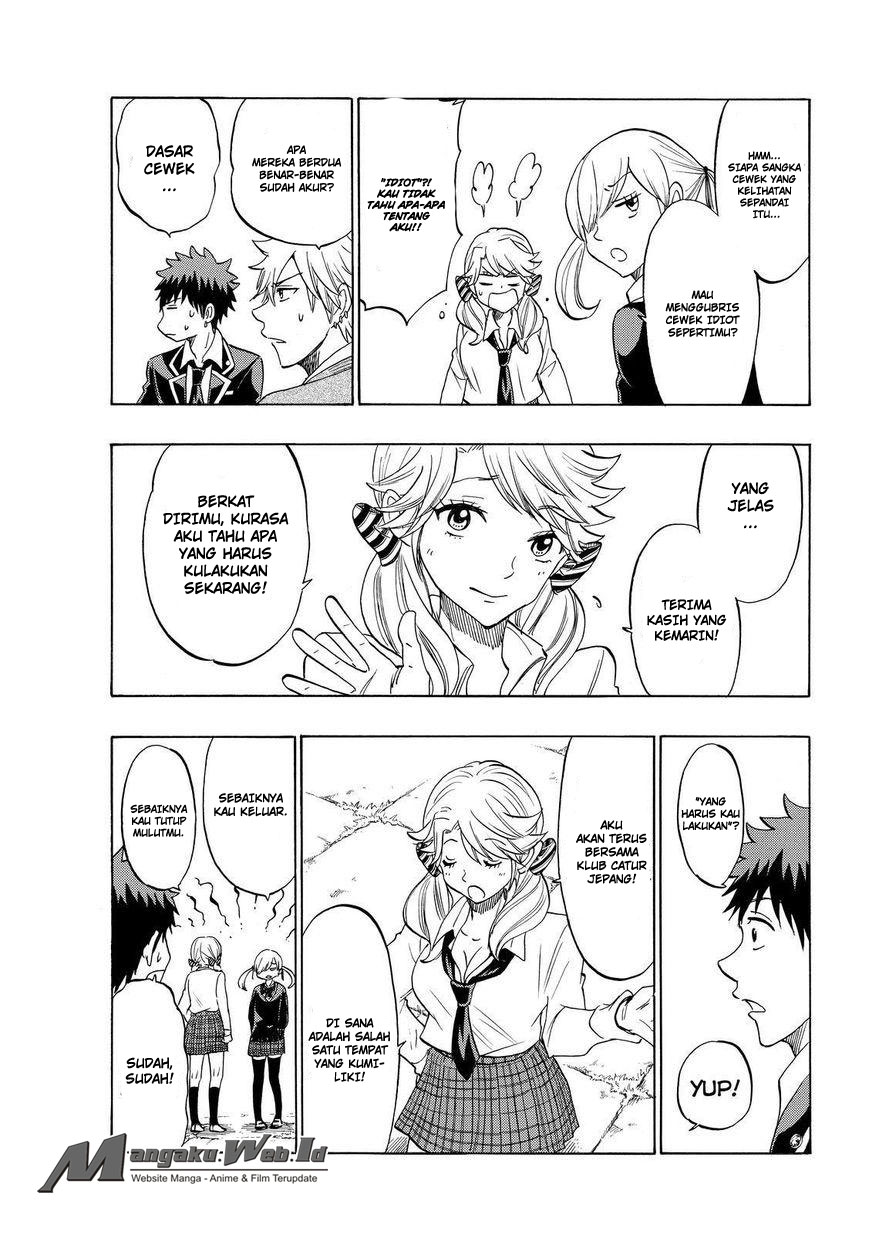 HMM...
SIAPA SANGKA
CEWEK YANG
KELIHATAN
SEPANDAI
ITU...
MAU
MENGGUBRIS
CEWEK IDIOT
SEPERTIMU?
"IDIOT"?!
KAU TIDAK
TAHU APA-APA
TENTANG
AKU!!
APA
MEREKA BERDUA
BENAR-BENAR
SUDAH AKUR?
DASAR
CEWEK
...
YANG
JELAS
...
TERIMA
KASIH YANG
KEMARIN!
BERKAT
DIRIMU, KURASA
AKU TAHU APA
YANG HARUS
KULAKUKAN
SEKARANG!
"YANG
HARUS KAU
LAKUKAN"?
YUP!
AKU
AKAN TERUS
BERSAMA
KLUB CATUR
JEPANG!
DI SANA
ADALAH SALAH
SATU TEMPAT
YANG KUMI-
LIKI!
SEBAIKNYA
KAU KELUAR.
SEBAIKNYA
KAU TUTUP
MULUTMU.
SUDAH,
SUDAH!
Mangaku.Web.Id
Website Manga - Anime & Film Terupdate